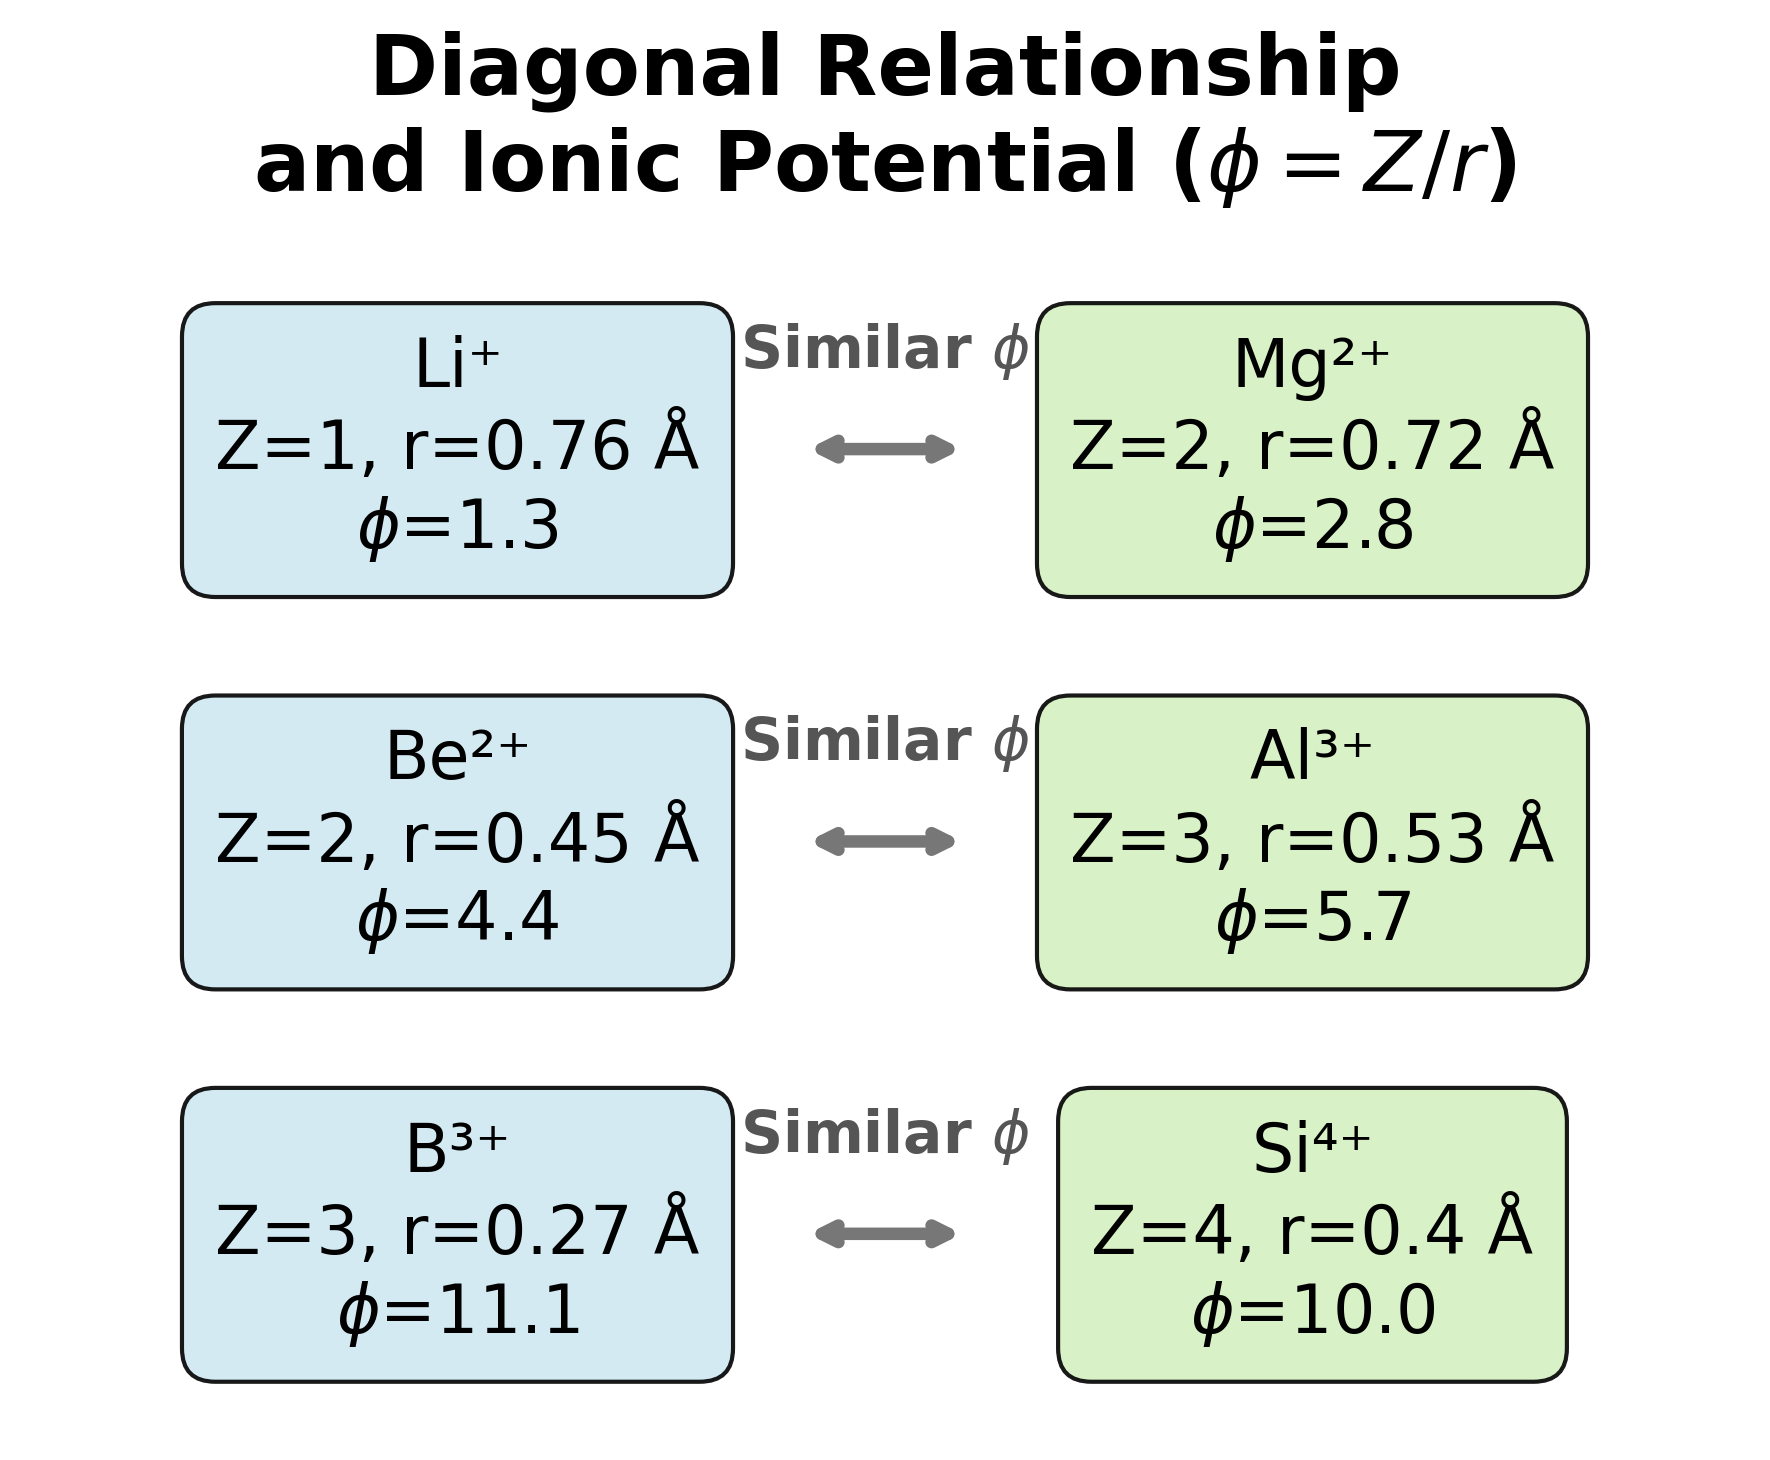 Diagonal Relationship
and Ionic Potential (ϕ = Z/r)
Li⁺
Z=1, r=0.76 Å
ϕ=1.3
Similar ϕ
Mg²⁺
Z=2, r=0.72 Å
ϕ=2.8
Be²⁺
Z=2, r=0.45 Å
ϕ=4.4
Similar ϕ
Al³⁺
Z=3, r=0.53 Å
ϕ=5.7
B³⁺
Z=3, r=0.27 Å
ϕ=11.1
Similar ϕ
Si⁴⁺
Z=4, r=0.4 Å
ϕ=10.0